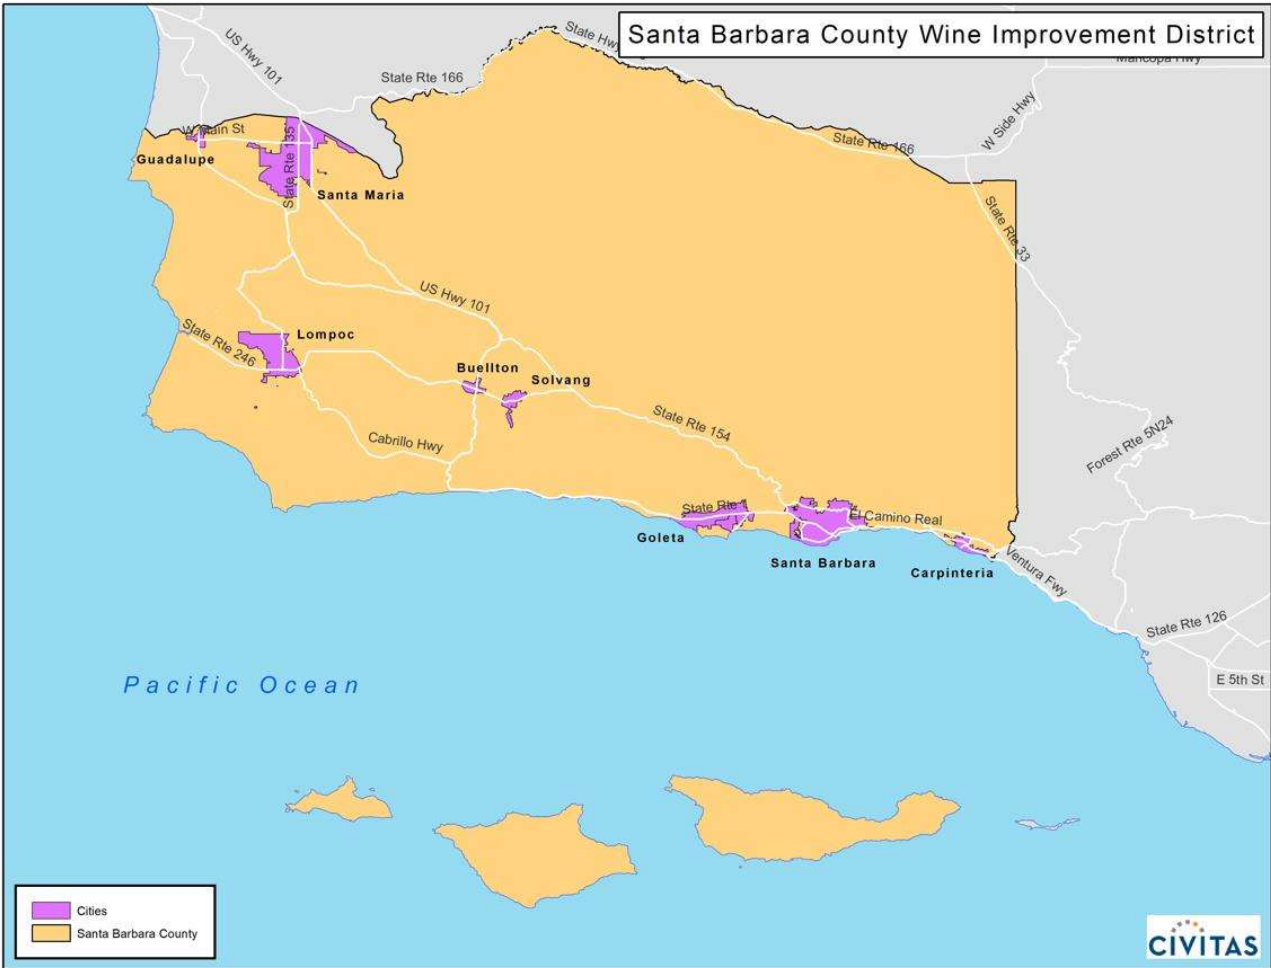 Santa Barbara County Wine Improvement District
US Hwy 101
State Hwy
Maricopa Hwy
State Rte 166
W Side Hwy
W Main St
State Rte 135
State Rte 166
Guadalupe
Santa Maria
State Rte 33
US Hwy 101
Lompoc
State Rte 246
Buellton
Solvang
State Rte 154
Cabrillo Hwy
Forest Rte 5N24
State Rte 1
El Camino Real
Goleta
Santa Barbara
Carpinteria
Ventura Fwy
State Rte 126
E 5th St
Pacific Ocean
Cities
Santa Barbara County
CIVITAS